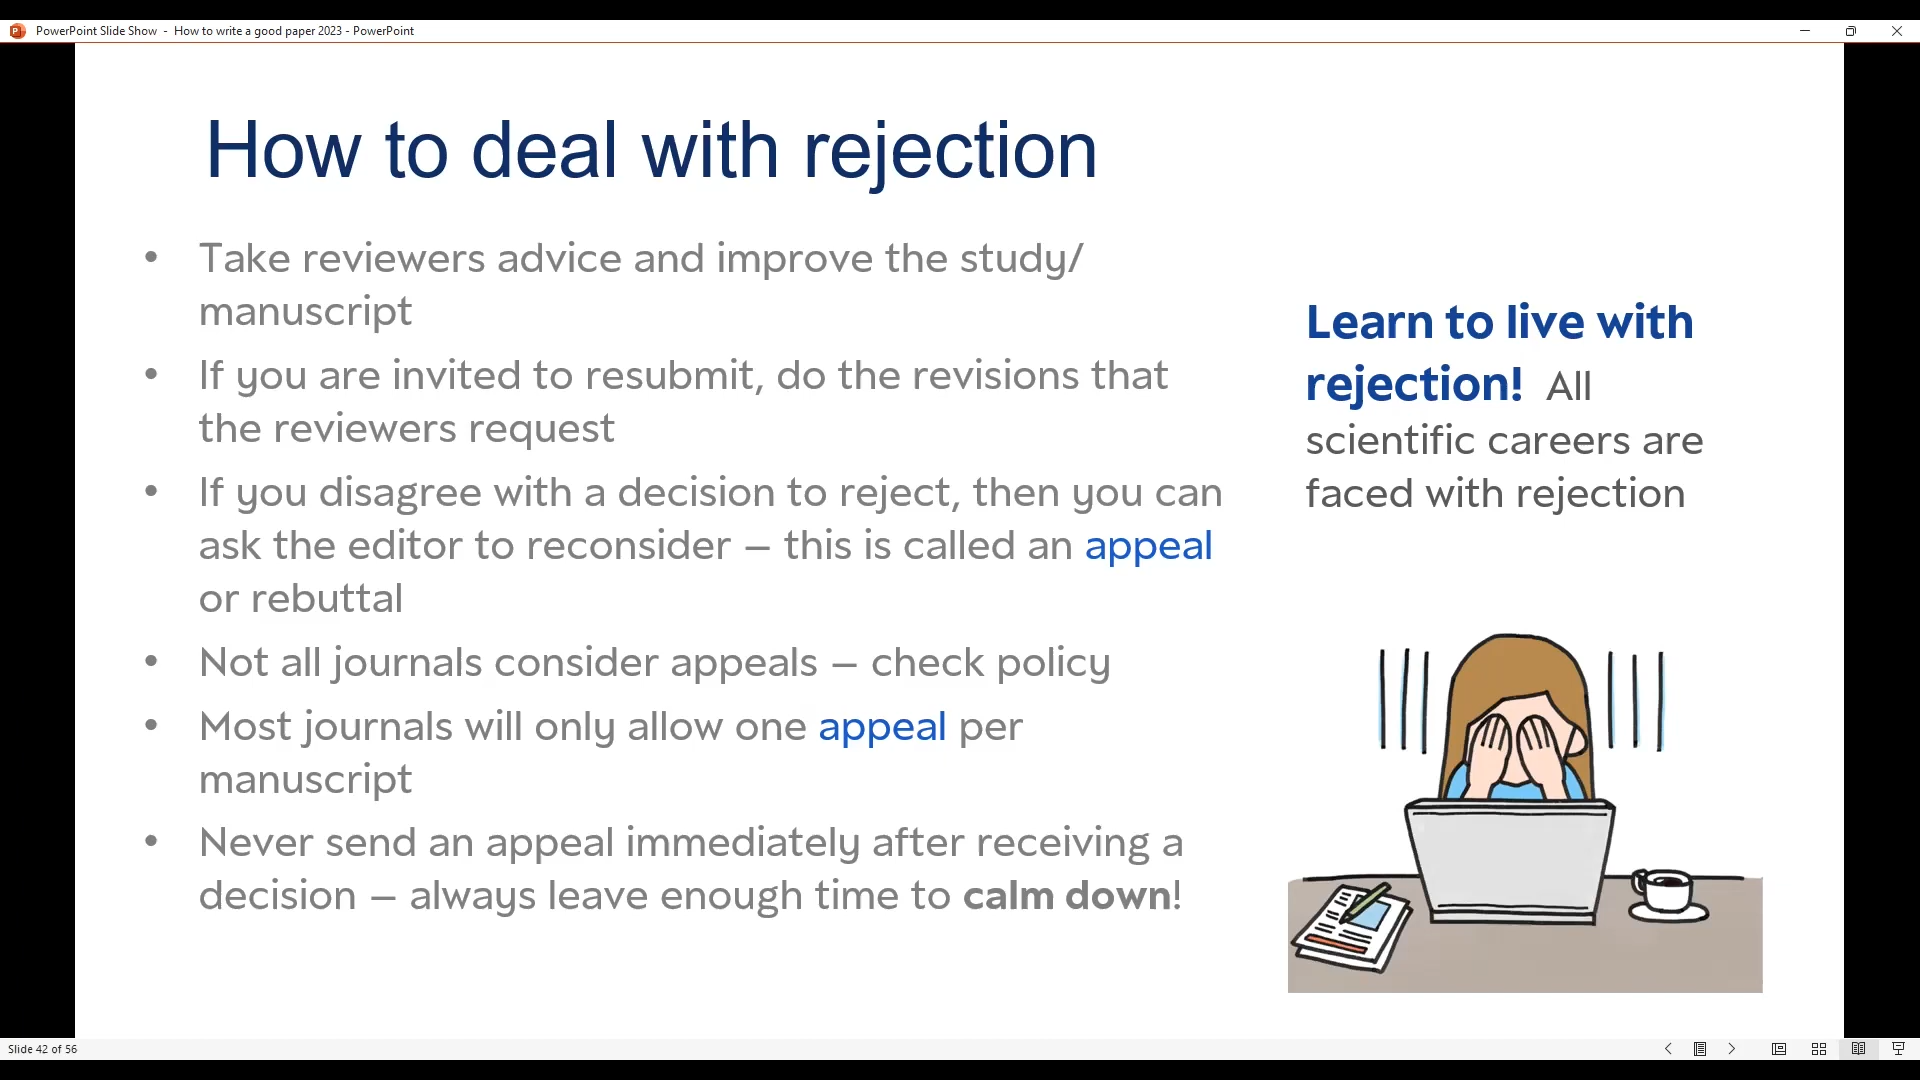 PowerPoint Slide Show - How to write a good paper 2023 - PowerPoint
How to deal with rejection
• Take reviewers advice and improve the study/
manuscript
• If you are invited to resubmit, do the revisions that
the reviewers request
• If you disagree with a decision to reject, then you can
ask the editor to reconsider – this is called an appeal
or rebuttal
• Not all journals consider appeals – check policy
• Most journals will only allow one appeal per
manuscript
• Never send an appeal immediately after receiving a
decision – always leave enough time to calm down!
Learn to live with
rejection! All
scientific careers are
faced with rejection
Slide 42 of 56